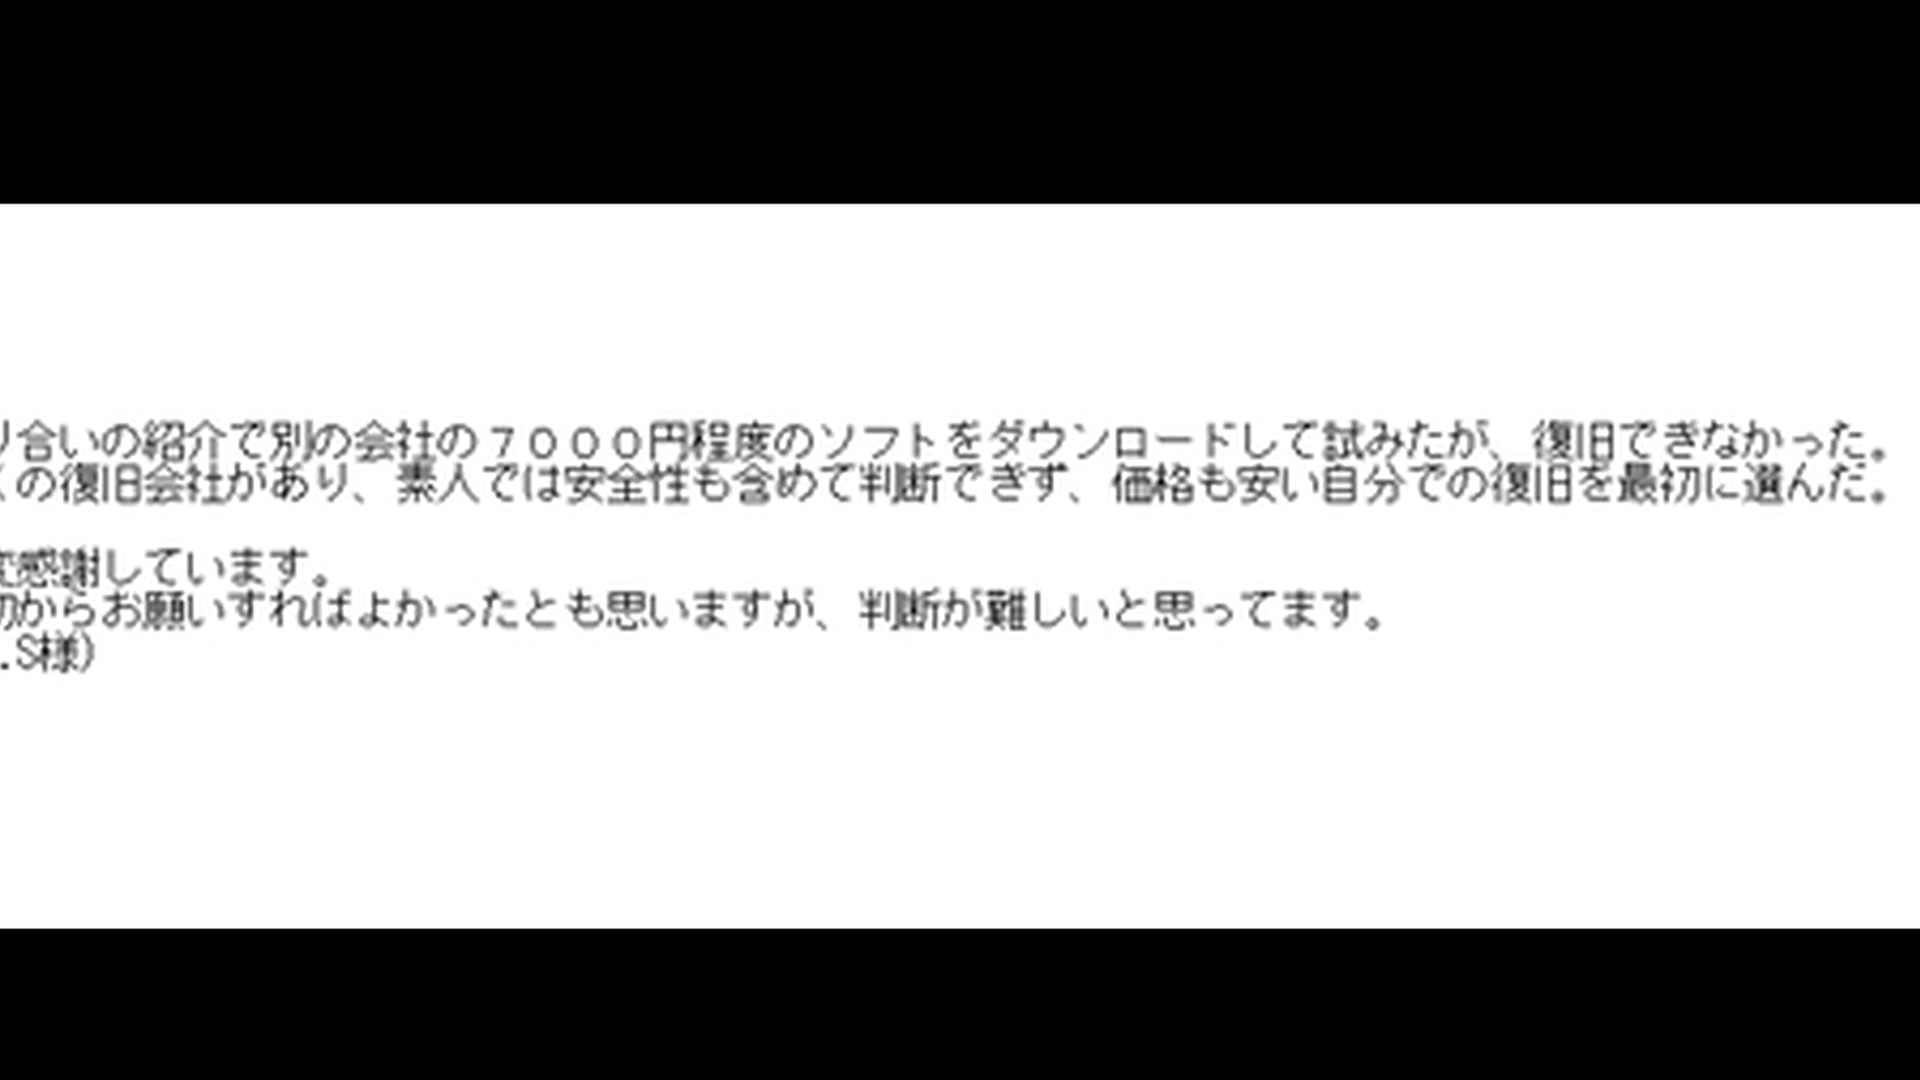 り合いの紹介で別の会社の７０００円程度のソフトをダウンロードして試みたが、復旧できなかった。
くの復旧会社があり、素人では安全性も含めて判断できず、価格も安い自分での復旧を最初に選んだ。
変感謝しています。
初からお願いすればよかったとも思いますが、判断が難しいと思ってます。
.S様)